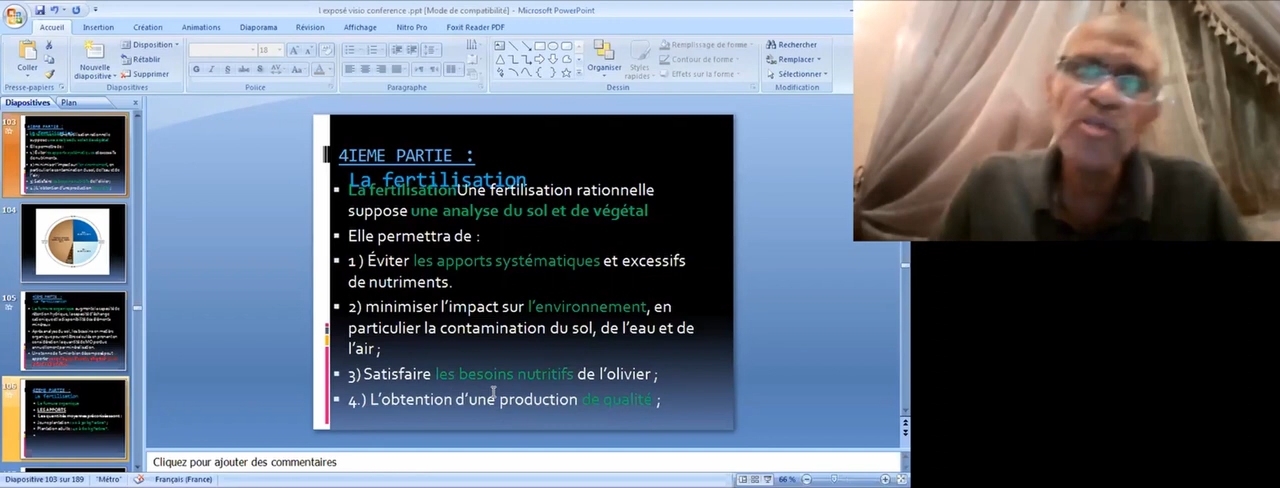 l exposé visio conference .ppt [Mode de compatibilité] - Microsoft PowerPoint
Accueil Insertion Création Animations Diaporama Révision Affichage Nitro Pro Foxit Reader PDF
Coller
Nouvelle diapositive
Disposition
Rétablir
Supprimer
18
Organiser
Styles rapides
Remplissage de forme
Contour de forme
Effets sur la forme
Rechercher
Remplacer
Sélectionner
Presse-papiers Diapositives Police Paragraphe Dessin Modification
Diapositives Plan
103
104
105
106
4IEME PARTIE :
La fertilisation
La fertilisationUne fertilisation rationnelle
suppose une analyse du sol et de végétal
Elle permettra de :
1 ) Éviter les apports systématiques et excessifs
de nutriments.
2) minimiser l'impact sur l'environnement, en
particulier la contamination du sol, de l'eau et de
l'air ;
3) Satisfaire les besoins nutritifs de l'olivier ;
4.) L'obtention d'une production de qualité ;
Cliquez pour ajouter des commentaires
Diapositive 103 sur 189 "Métro" Français (France) 66 %